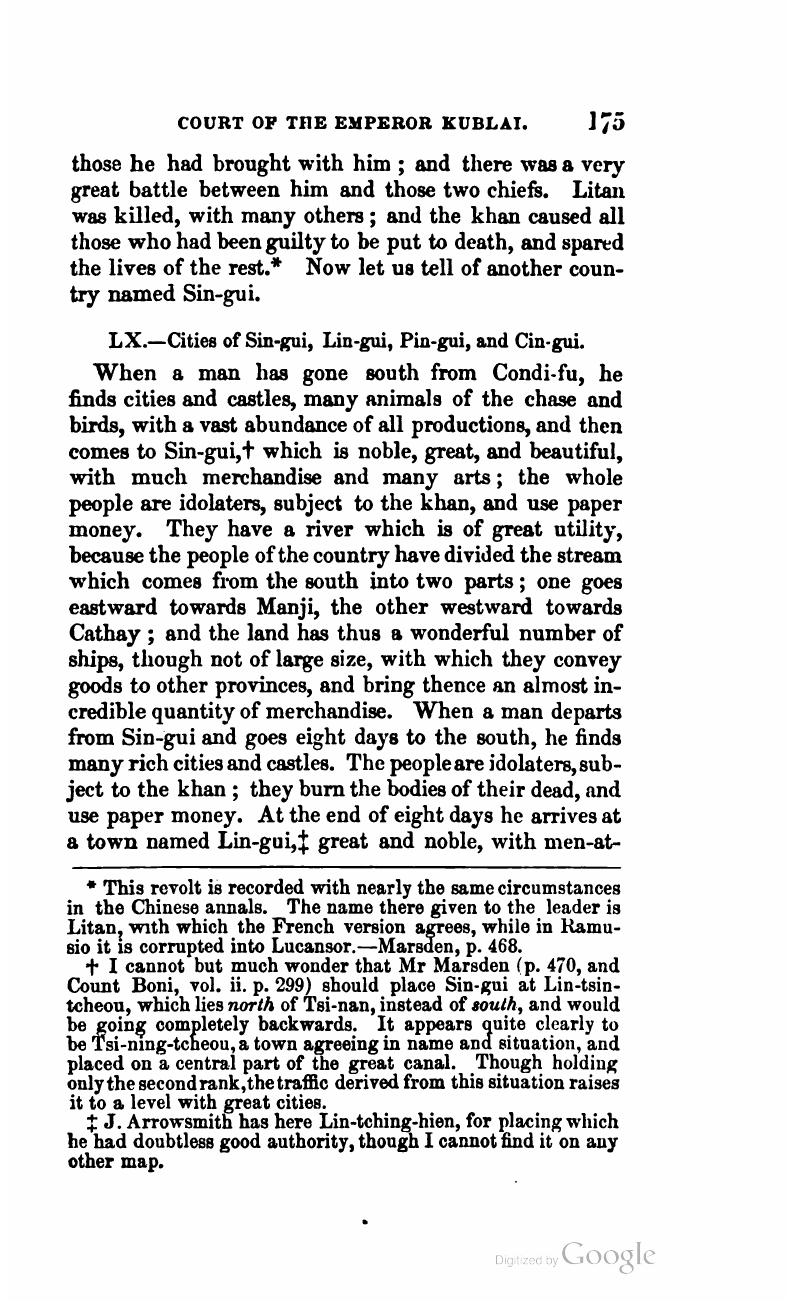 COURT OF THE EMPEROR KUBLAI. 175
those he had brought with him ; and there was a very
great battle between him and those two chiefs. Litan
was killed, with many others ; and the khan caused all
those who had been guilty to be put to death, and spared
the lives of the rest.* Now let us tell of another coun-
try named Sin-gui.
LX.—Cities of Sin-gui, Lin-gui, Pin-gui, and Cin-gui.
When a man has gone south from Condi-fu, he
finds cities and castles, many animals of the chase and
birds, with a vast abundance of all productions, and then
comes to Sin-gui,† which is noble, great, and beautiful,
with much merchandise and many arts ; the whole
people are idolaters, subject to the khan, and use paper
money. They have a river which is of great utility,
because the people of the country have divided the stream
which comes from the south into two parts ; one goes
eastward towards Manji, the other westward towards
Cathay ; and the land has thus a wonderful number of
ships, though not of large size, with which they convey
goods to other provinces, and bring thence an almost in-
credible quantity of merchandise. When a man departs
from Sin-gui and goes eight days to the south, he finds
many rich cities and castles. The people are idolaters, sub-
ject to the khan ; they burn the bodies of their dead, and
use paper money. At the end of eight days he arrives at
a town named Lin-gui,‡ great and noble, with men-at-
* This revolt is recorded with nearly the same circumstances
in the Chinese annals. The name there given to the leader is
Litan, with which the French version agrees, while in Ramu-
sio it is corrupted into Lucansor.—Marsden, p. 468.
† I cannot but much wonder that Mr Marsden (p. 470, and
Count Boni, vol. ii. p. 299) should place Sin-gui at Lin-tsin-
tcheou, which lies north of Tsi-nan, instead of south, and would
be going completely backwards. It appears quite clearly to
be Tsi-ning-tcheou, a town agreeing in name and situation, and
placed on a central part of the great canal. Though holding
only the second rank, the traffic derived from this situation raises
it to a level with great cities.
‡ J. Arrowsmith has here Lin-tching-hien, for placing which
he had doubtless good authority, though I cannot find it on any
other map.
Digitized by Google